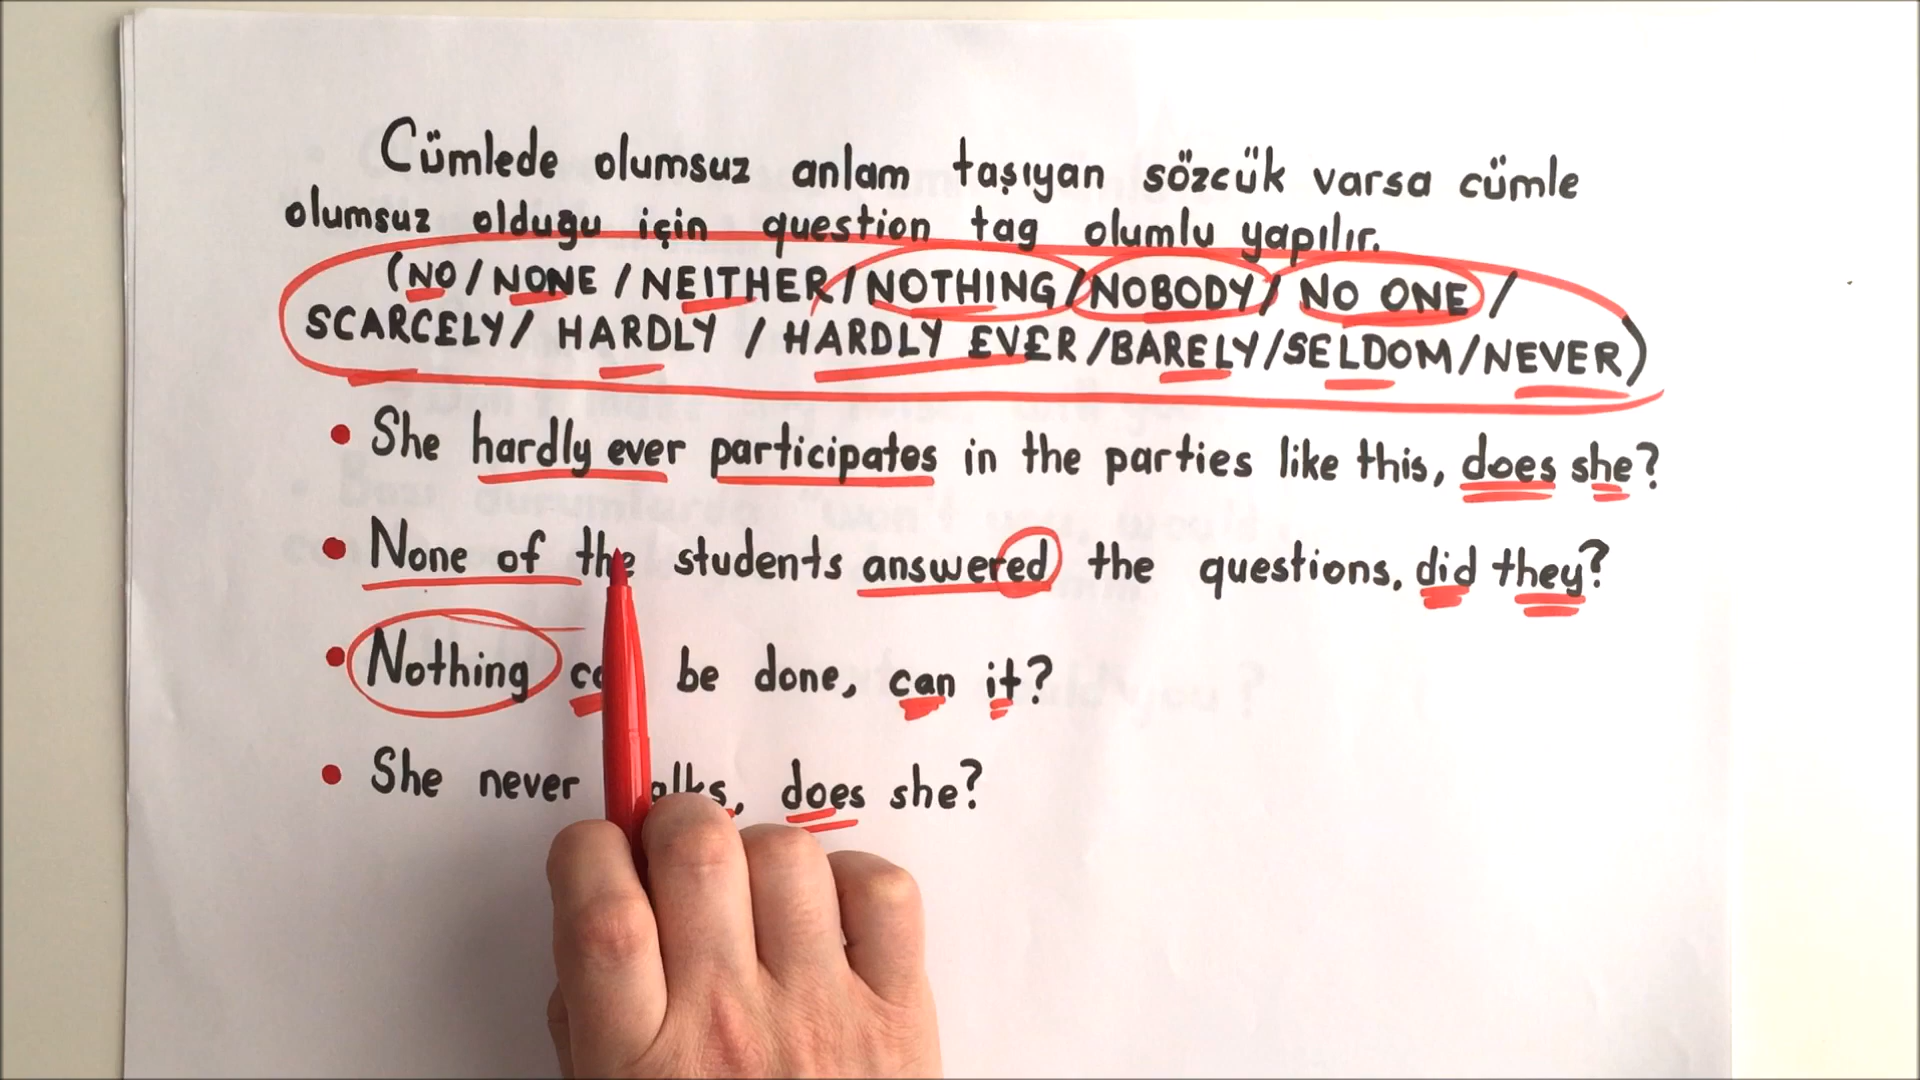 Cümlede olumsuz anlam taşıyan sözcük varsa cümle
olumsuz olduğu için question tag olumlu yapılır.
(NO / NONE / NEITHER / NOTHING / NOBODY / NO ONE /
SCARCELY / HARDLY / HARDLY EVER / BARELY / SELDOM / NEVER)
• She hardly ever participates in the parties like this, does she?
• None of the students answered the questions, did they?
• Nothing be done, can it?
• She never , does she?